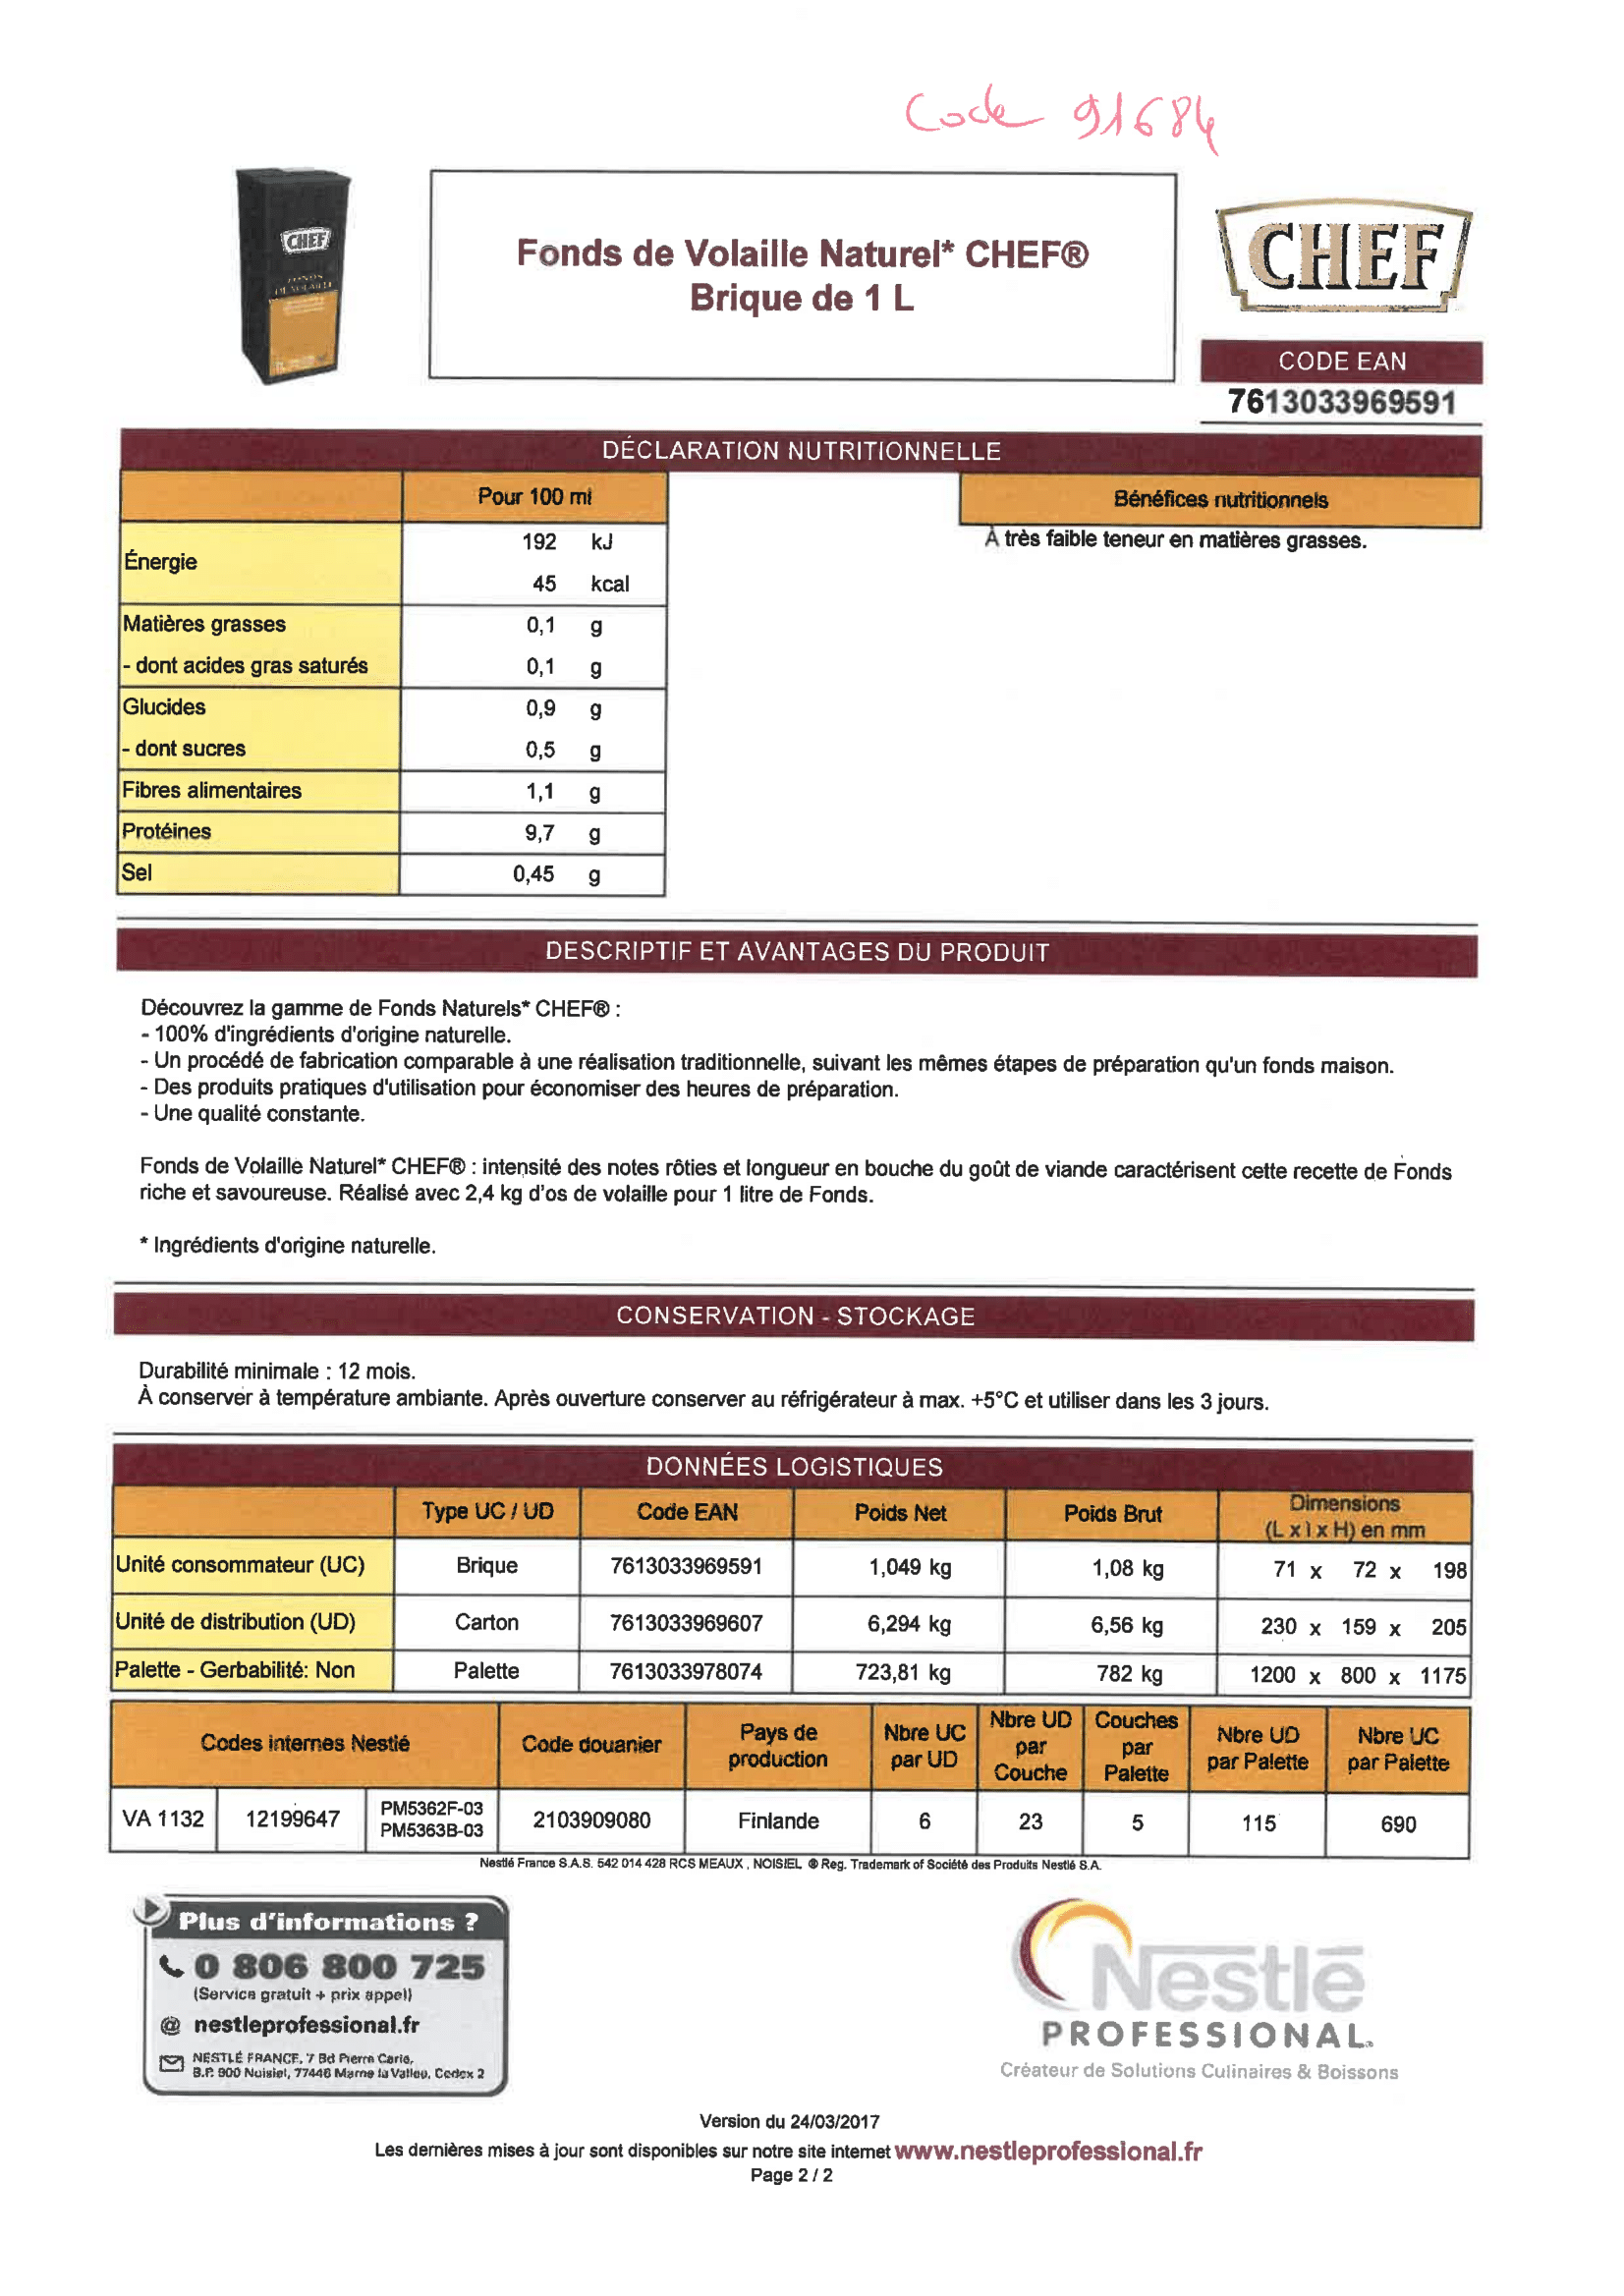 Code 91684
CHEF
FONDS
DE VOLAILLE
Fonds de Volaille Naturel* CHEF®
Brique de 1 L
CHEF
CODE EAN
7613033969591
DÉCLARATION NUTRITIONNELLE
Pour 100 ml
Bénéfices nutritionnels
Énergie 192 kJ
45 kcal
À très faible teneur en matières grasses.
Matières grasses 0,1 g
- dont acides gras saturés 0,1 g
Glucides 0,9 g
- dont sucres 0,5 g
Fibres alimentaires 1,1 g
Protéines 9,7 g
Sel 0,45 g
DESCRIPTIF ET AVANTAGES DU PRODUIT
Découvrez la gamme de Fonds Naturels* CHEF® :
- 100% d'ingrédients d'origine naturelle.
- Un procédé de fabrication comparable à une réalisation traditionnelle, suivant les mêmes étapes de préparation qu'un fonds maison.
- Des produits pratiques d'utilisation pour économiser des heures de préparation.
- Une qualité constante.
Fonds de Volaille Naturel* CHEF® : intensité des notes rôties et longueur en bouche du goût de viande caractérisent cette recette de Fonds
riche et savoureuse. Réalisé avec 2,4 kg d'os de volaille pour 1 litre de Fonds.
* Ingrédients d'origine naturelle.
CONSERVATION - STOCKAGE
Durabilité minimale : 12 mois.
À conserver à température ambiante. Après ouverture conserver au réfrigérateur à max. +5°C et utiliser dans les 3 jours.
DONNÉES LOGISTIQUES
Type UC / UD Code EAN Poids Net Poids Brut Dimensions
(L x l x H) en mm
Unité consommateur (UC) Brique 7613033969591 1,049 kg 1,08 kg 71 x 72 x 198
Unité de distribution (UD) Carton 7613033969607 6,294 kg 6,56 kg 230 x 159 x 205
Palette - Gerbabilité: Non Palette 7613033978074 723,81 kg 782 kg 1200 x 800 x 1175
Codes internes Nestlé Code douanier Pays de production Nbre UC par UD Nbre UD par Couche Couches par Palette Nbre UD par Palette Nbre UC par Palette
VA 1132 12199647 PM5362F-03 PM5363B-03 2103909080 Finlande 6 23 5 115 690
Nestlé France S.A.S. 542 014 428 RCS MEAUX , NOISIEL ® Reg. Trademark of Société des Produits Nestlé S.A.
Plus d'informations ?
0 806 800 725
(Service gratuit + prix appel)
@ nestleprofessional.fr
NESTLÉ FRANCE, 7 Bd Pierre Carle,
B.P. 900 Noisiel, 77446 Marne la Vallee, Cedex 2
Nestlé
PROFESSIONAL.
Créateur de Solutions Culinaires & Boissons
Version du 24/03/2017
Les dernières mises à jour sont disponibles sur notre site internet www.nestleprofessional.fr
Page 2 / 2